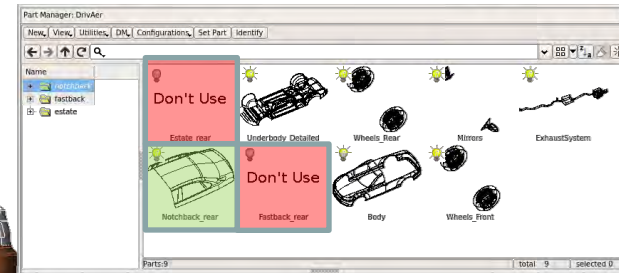 Part Manager: DrivAer
New, View, Utilities, DM, Configurations, Set Part Identify
Name
notchback
fastback
estate
Don't Use
Estate_rear
Underbody_Detailed
Wheels_Rear
Mirrors
ExhaustSystem
Notchback_rear
Don't Use
Fastback_rear
Body
Wheels_Front
Parts:9
total 9
selected 0